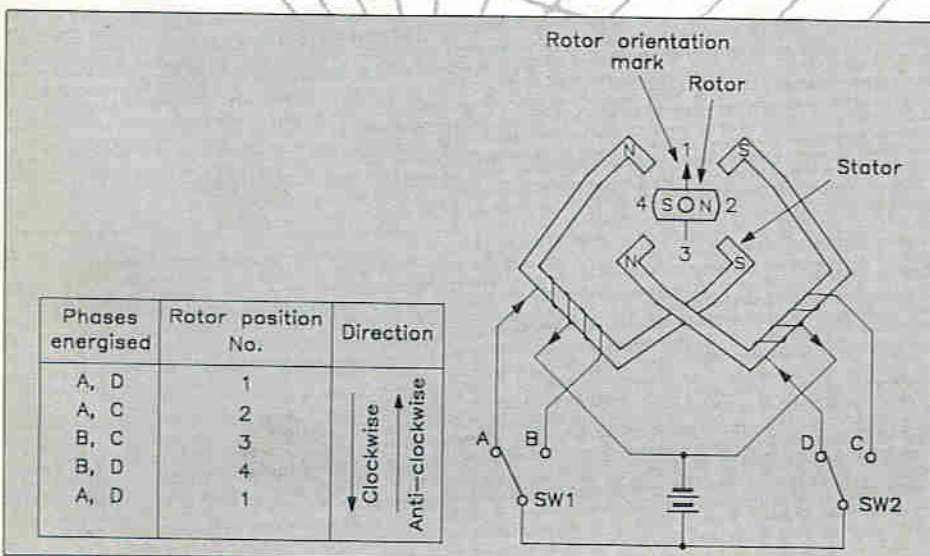 Rotor orientation
mark
Rotor
N
1
S
Stator
4
S
N
2
3
N
S
Phases
energised
Rotor position
No.
Direction
A, D
1
A, C
2
B, C
3
B, D
4
A, D
1
Clockwise
Anti-clockwise
A
B
D
C
SW1
SW2